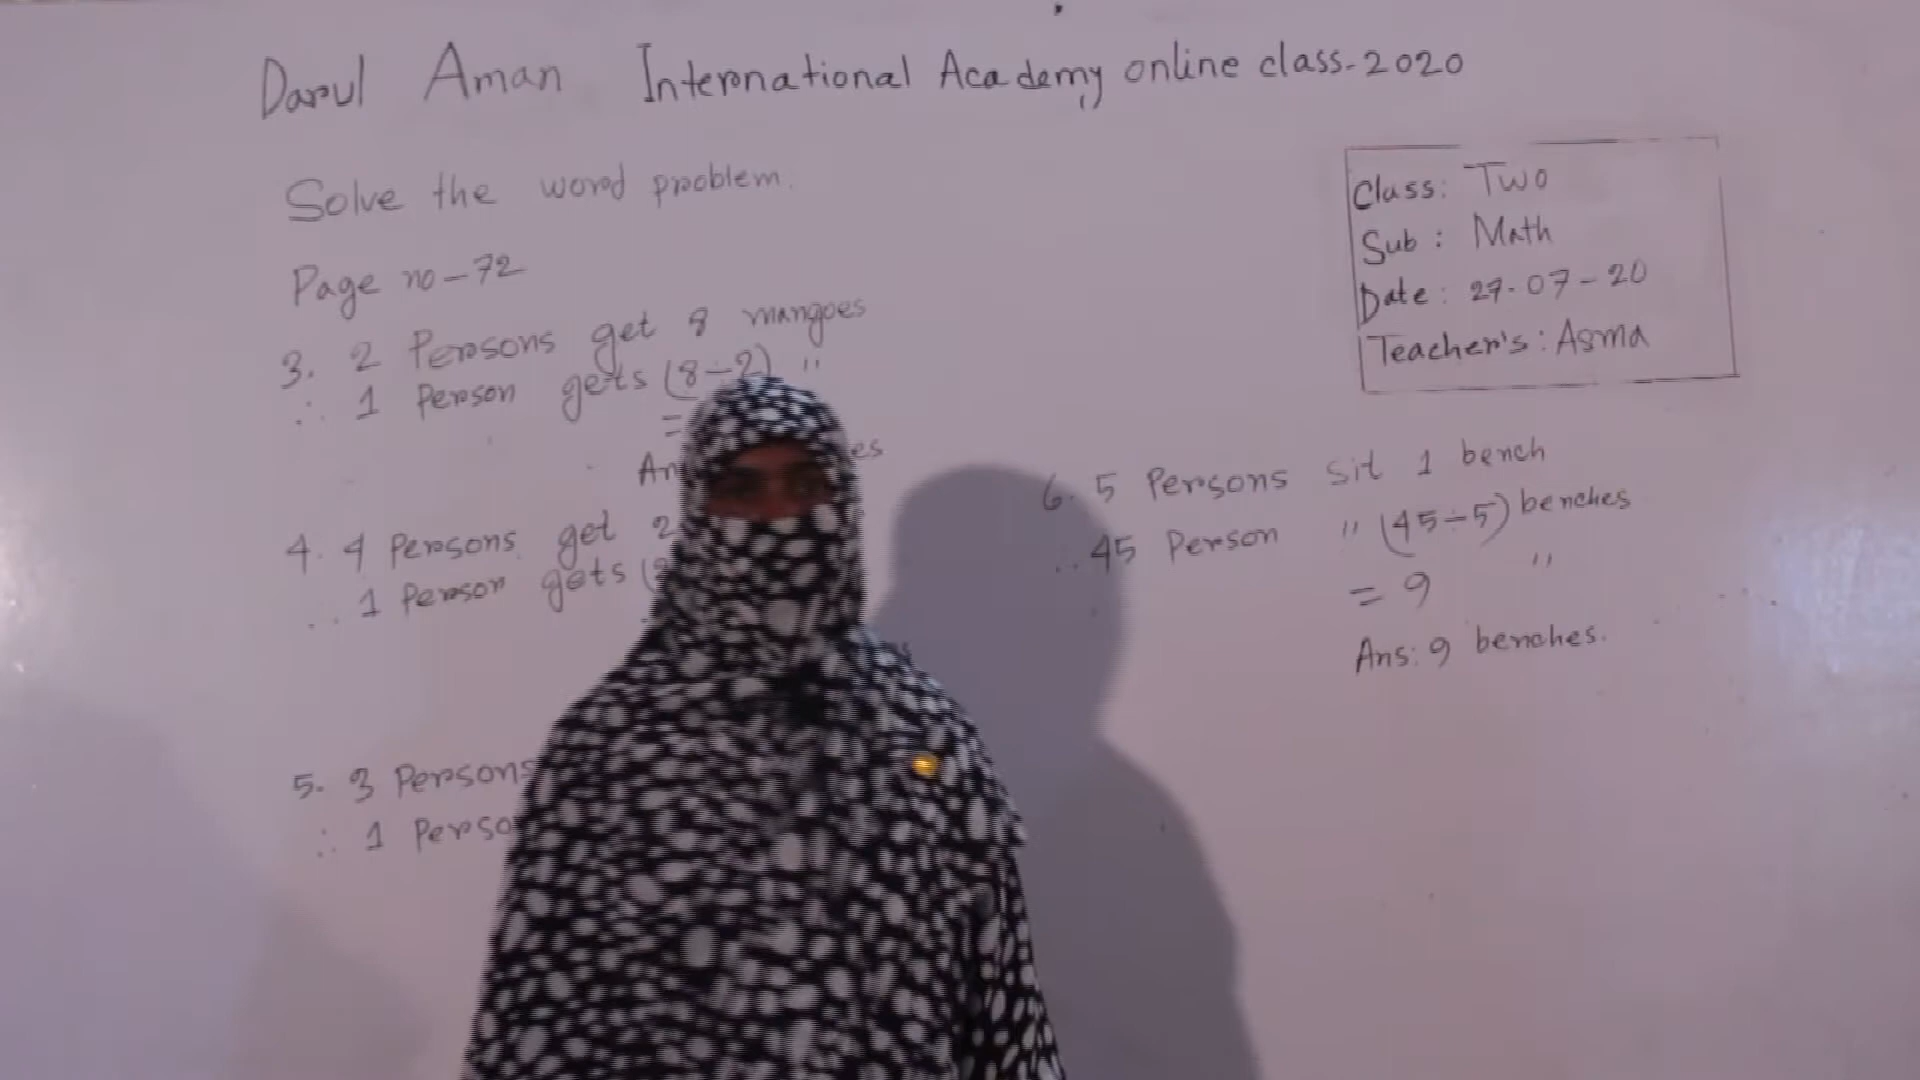 Darul Aman International Academy online class-2020
Solve the word problem.
Page no-72
3. 2 Persons get 8 mangoes
∴ 1 Person gets (8÷2) "
=
4. 4 Persons get 2
∴ 1 Person gets (
5. 3 Persons
∴ 1 Perso
Class: Two
Sub: Math
Date: 27-07-20
Teacher's: Asma
6. 5 Persons sit 1 bench
∴ 45 Person " (45÷5) benches
= 9 "
Ans: 9 benches.